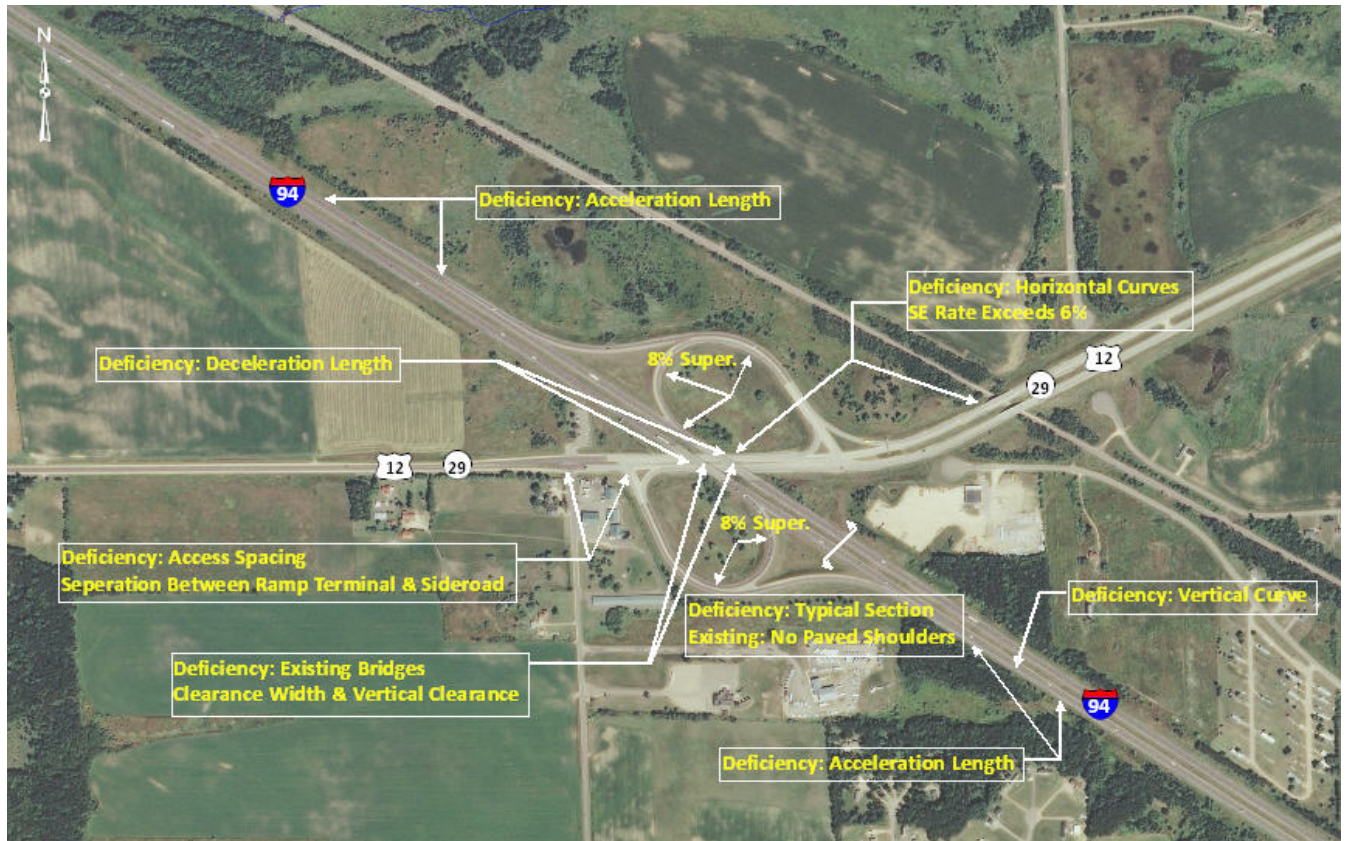 N
94
Deficiency: Acceleration Length
Deficiency: Horizontal Curves
SE Rate Exceeds 6%
12
29
Deficiency: Deceleration Length
8% Super.
12
29
8% Super.
Deficiency: Access Spacing
Seperation Between Ramp Terminal & Sideroad
Deficiency: Typical Section
Existing: No Paved Shoulders
Deficiency: Vertical Curve
Deficiency: Existing Bridges
Clearance Width & Vertical Clearance
94
Deficiency: Acceleration Length